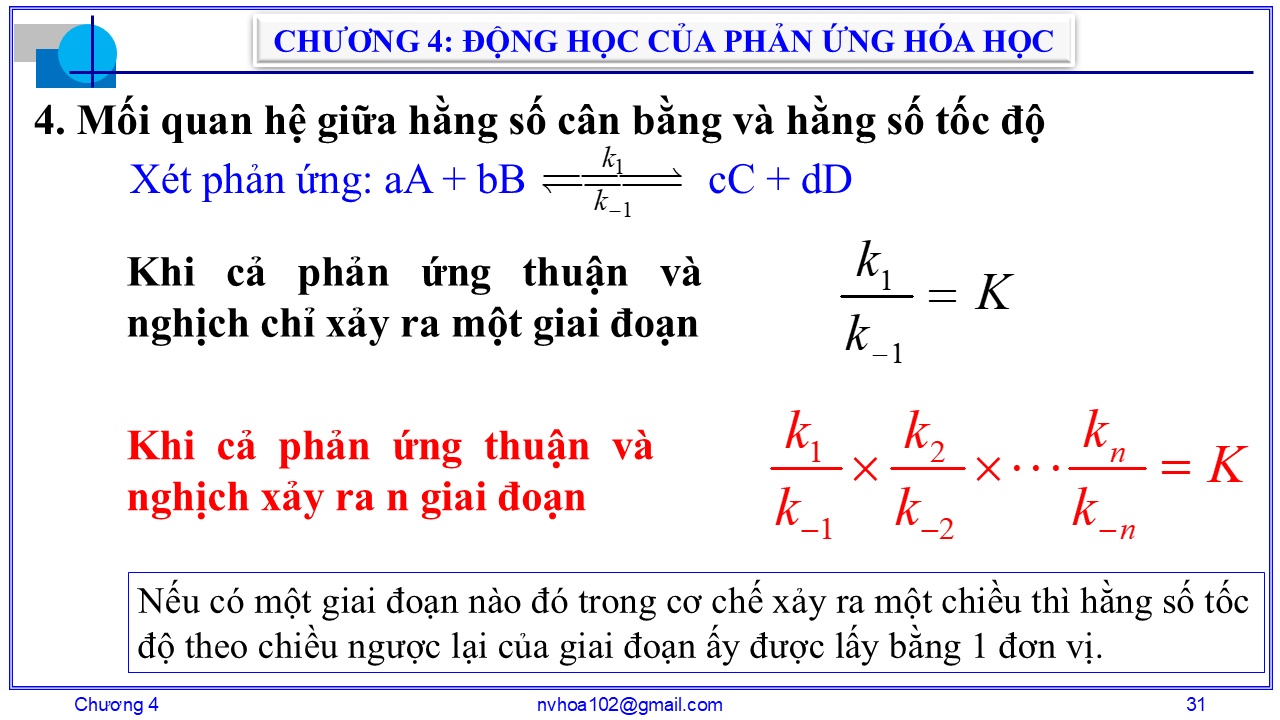 CHƯƠNG 4: ĐỘNG HỌC CỦA PHẢN ỨNG HÓA HỌC
4. Mối quan hệ giữa hằng số cân bằng và hằng số tốc độ
Xét phản ứng: aA + bB ⇌ (k₁ / k₋₁) cC + dD
Khi cả phản ứng thuận và
nghịch chỉ xảy ra một giai đoạn
k₁/k₋₁ = K
Khi cả phản ứng thuận và
nghịch xảy ra n giai đoạn
k₁/k₋₁ × k₂/k₋₂ × ⋯ kₙ/k₋ₙ = K
Nếu có một giai đoạn nào đó trong cơ chế xảy ra một chiều thì hằng số tốc
độ theo chiều ngược lại của giai đoạn ấy được lấy bằng 1 đơn vị.
Chương 4 nvhoa102@gmail.com 31